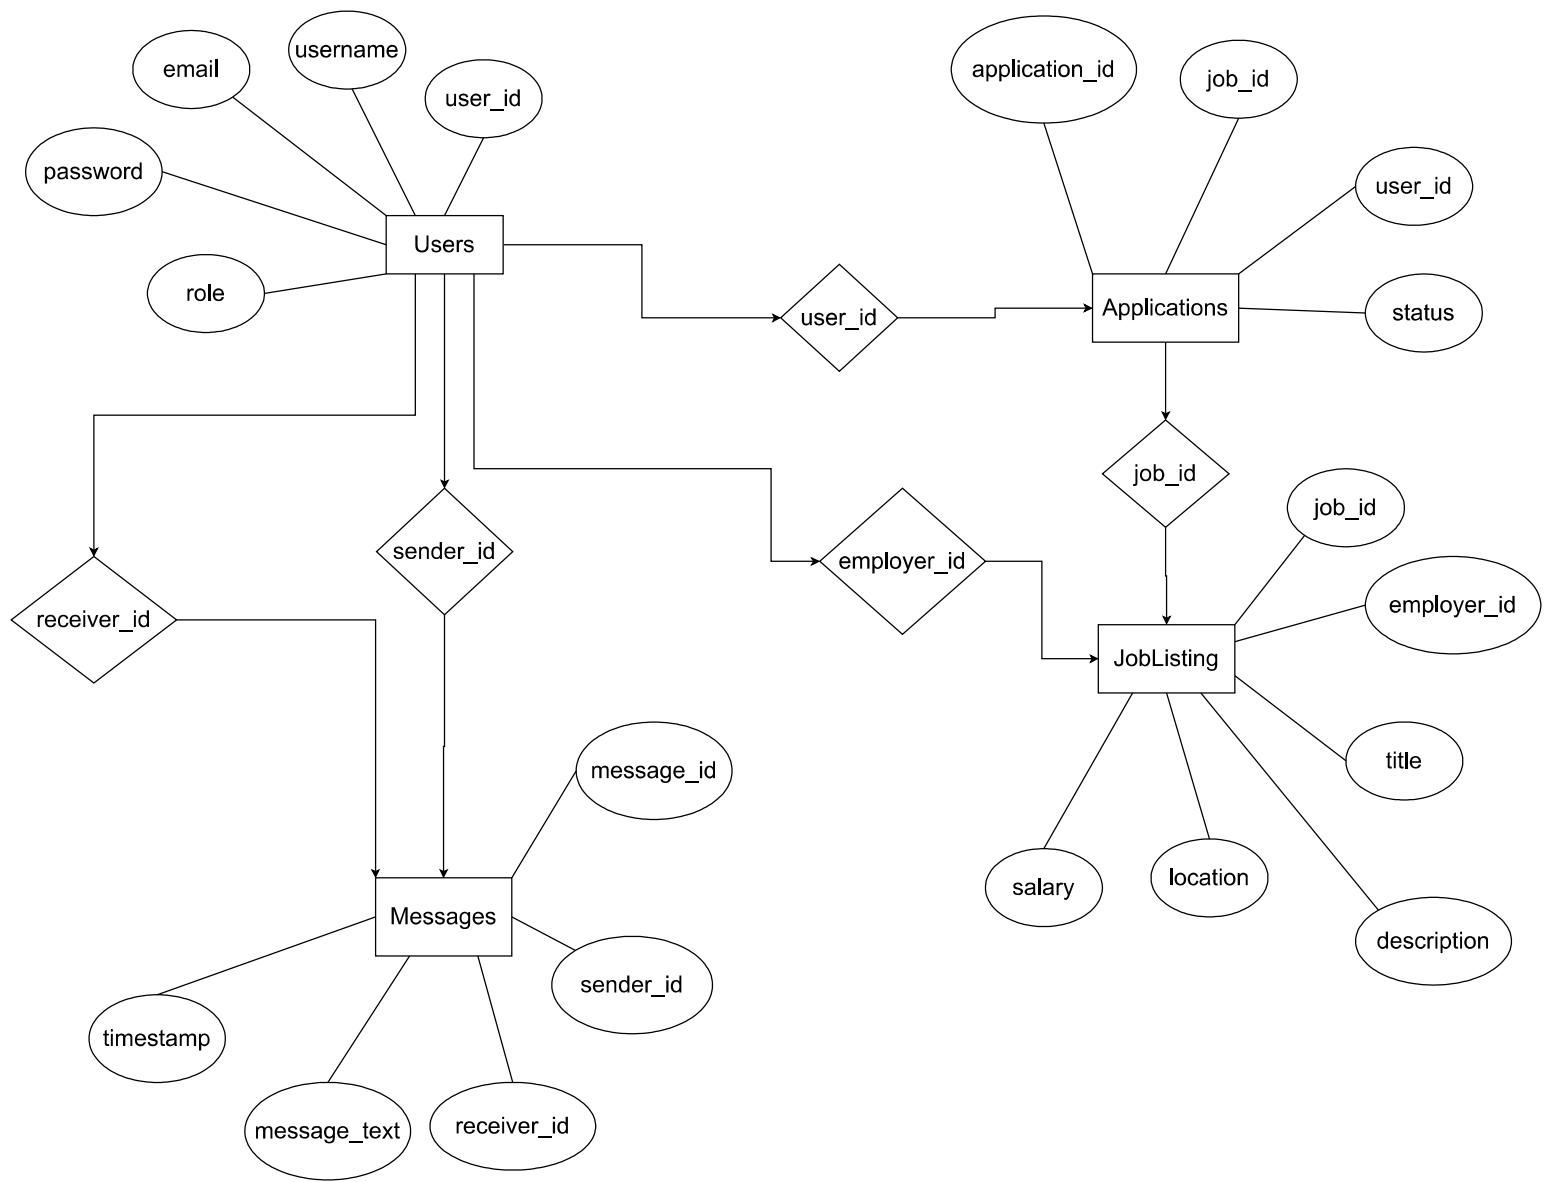 username
email
user_id
password
Users
role
application_id
job_id
user_id
Applications
status
user_id
job_id
receiver_id
sender_id
employer_id
job_id
employer_id
JobListing
title
salary
location
description
message_id
Messages
sender_id
timestamp
message_text
receiver_id